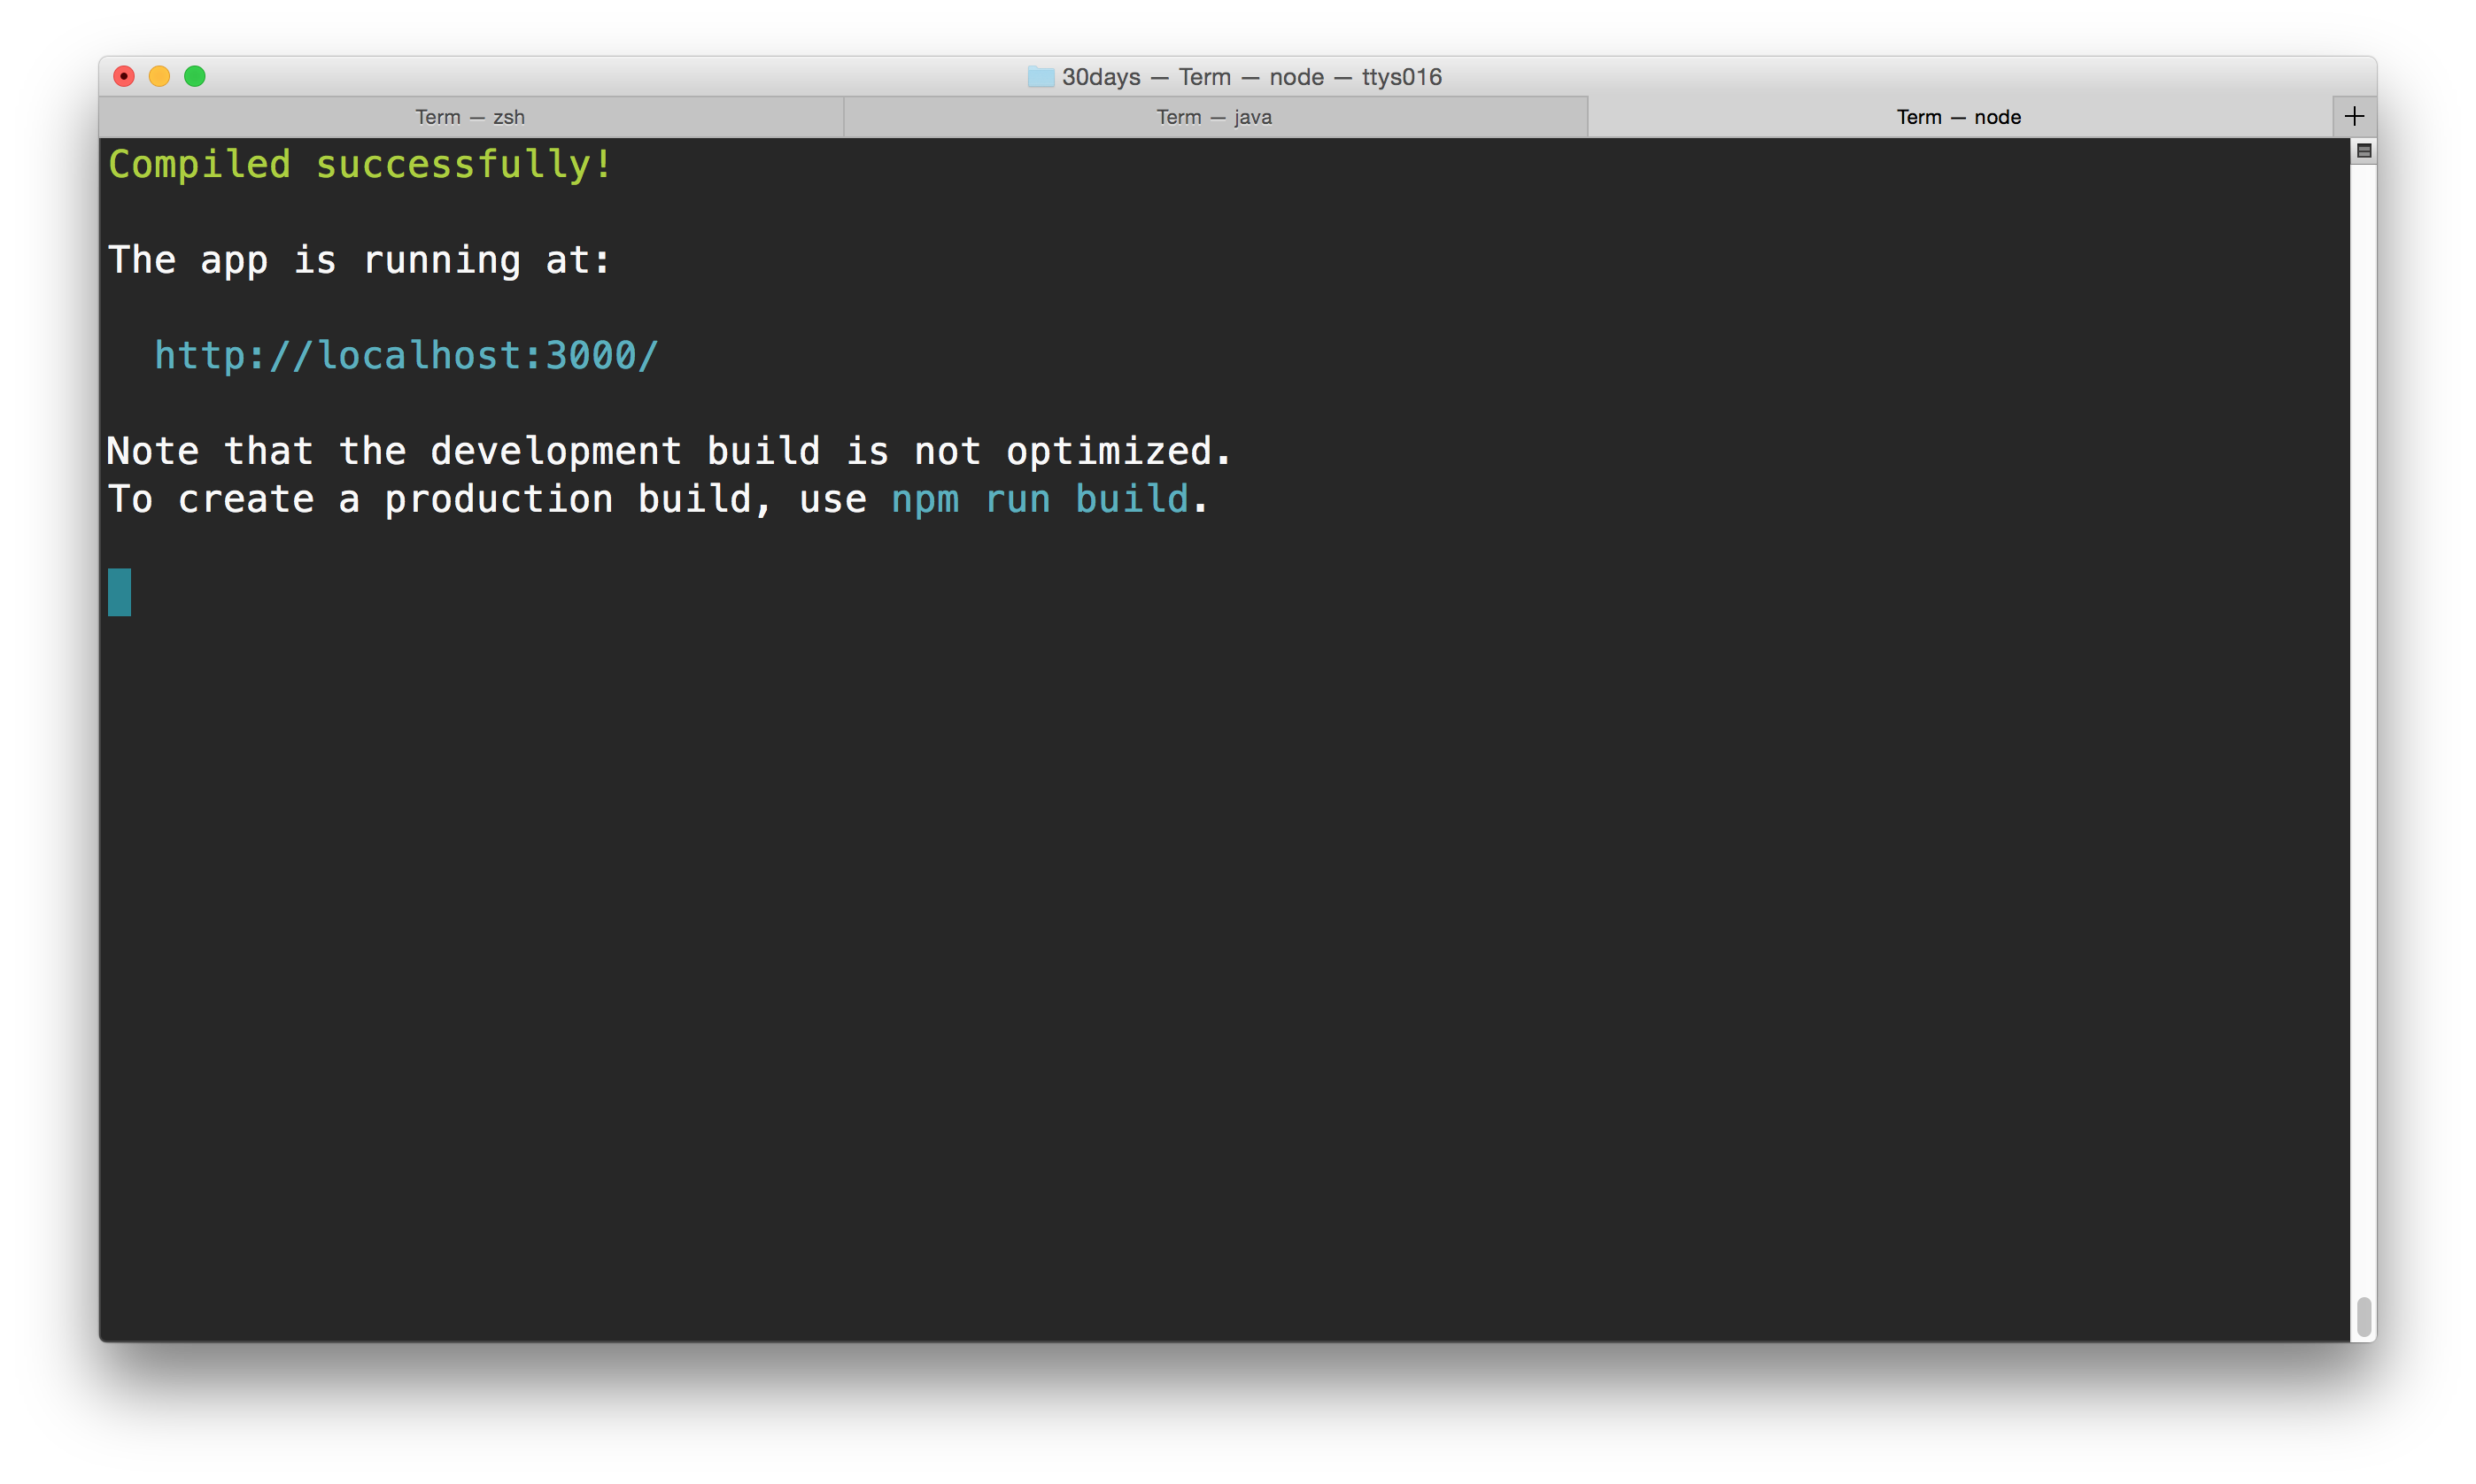 30days — Term — node — ttys016
Term — zsh
Term — java
Term — node
Compiled successfully!
The app is running at:
http://localhost:3000/
Note that the development build is not optimized.
To create a production build, use npm run build.